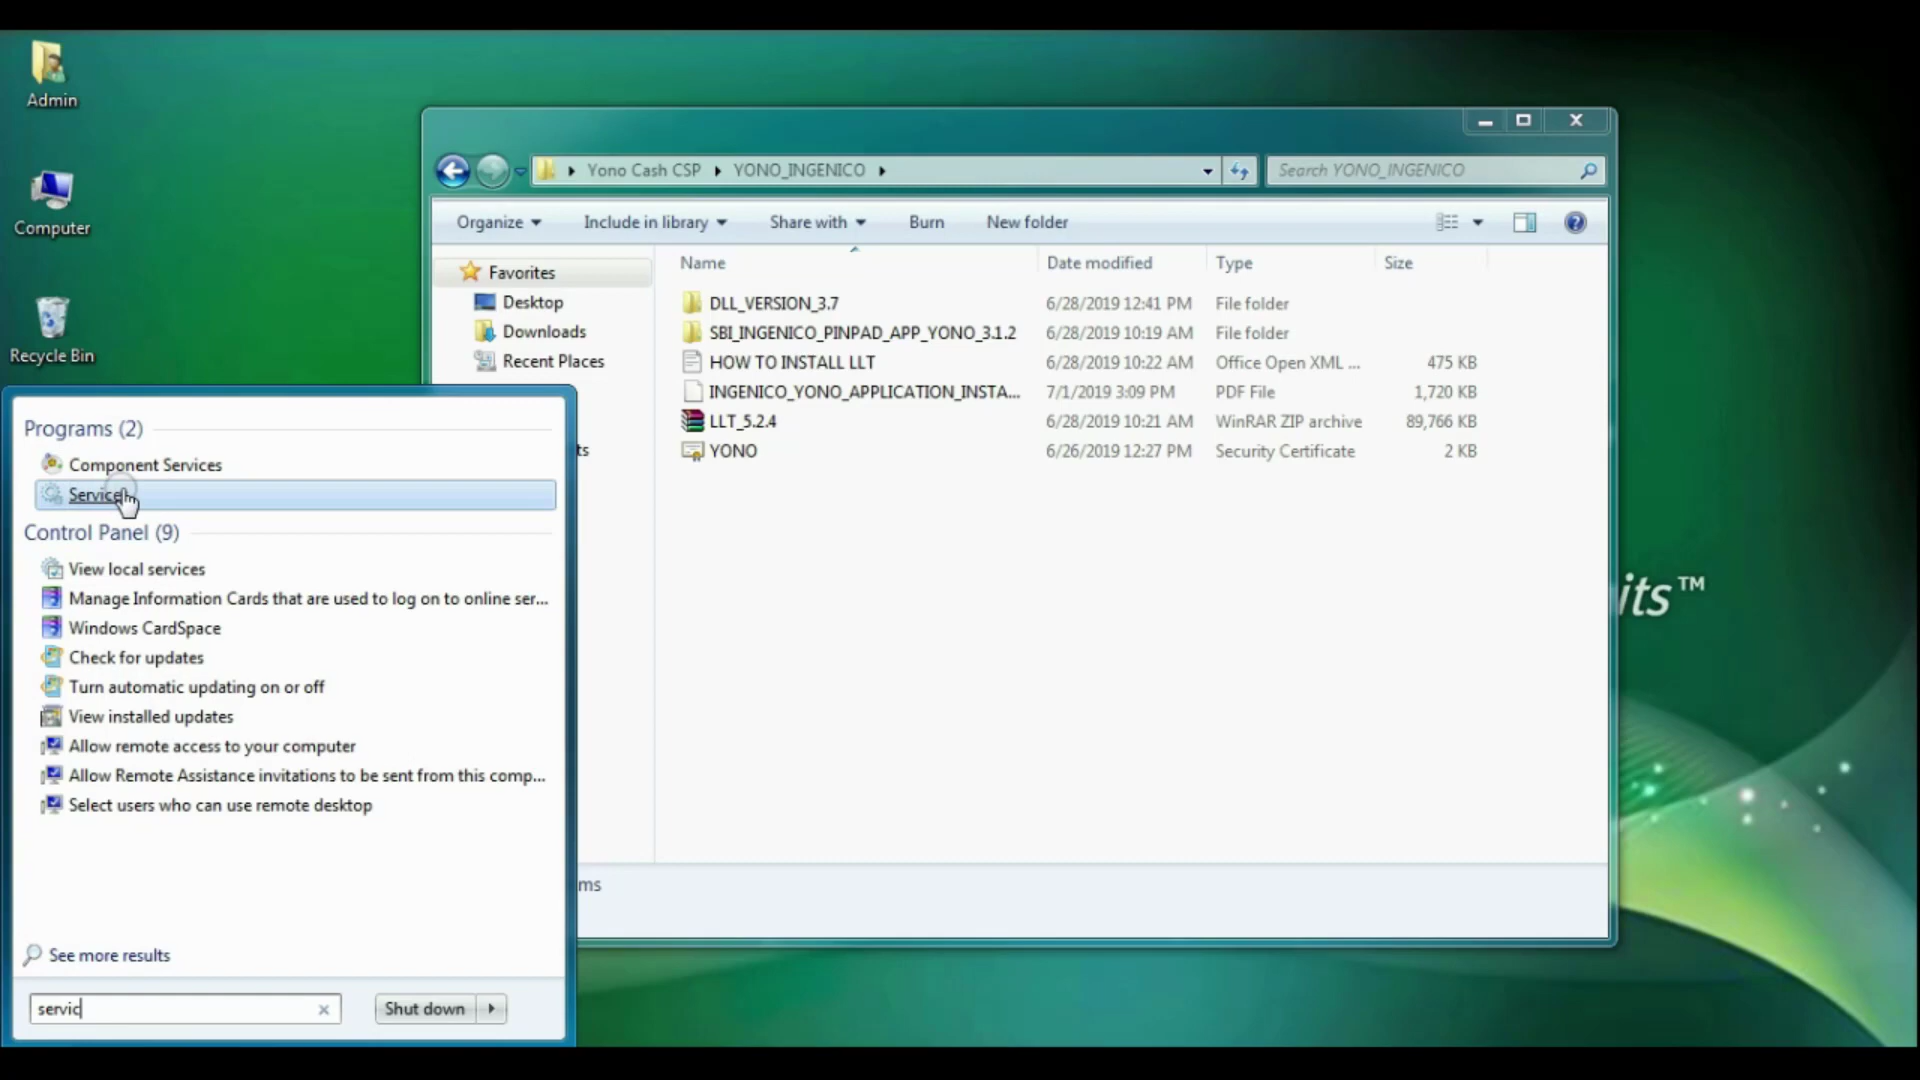 Admin
Computer
Recycle Bin
Yono Cash CSP YONO_INGENICO
Search YONO_INGENICO
Organize Include in library Share with Burn New folder
Favorites
Desktop
Downloads
Recent Places
Name Date modified Type Size
DLL_VERSION_3.7 6/28/2019 12:41 PM File folder
SBI_INGENICO_PINPAD_APP_YONO_3.1.2 6/28/2019 10:19 AM File folder
HOW TO INSTALL LLT 6/28/2019 10:22 AM Office Open XML ... 475 KB
INGENICO_YONO_APPLICATION_INSTA... 7/1/2019 3:09 PM PDF File 1,720 KB
LLT_5.2.4 6/28/2019 10:21 AM WinRAR ZIP archive 89,766 KB
YONO 6/26/2019 12:27 PM Security Certificate 2 KB
ts
ms
its™
Programs (2)
Component Services
Services
Control Panel (9)
View local services
Manage Information Cards that are used to log on to online ser...
Windows CardSpace
Check for updates
Turn automatic updating on or off
View installed updates
Allow remote access to your computer
Allow Remote Assistance invitations to be sent from this comp...
Select users who can use remote desktop
See more results
servic
Shut down